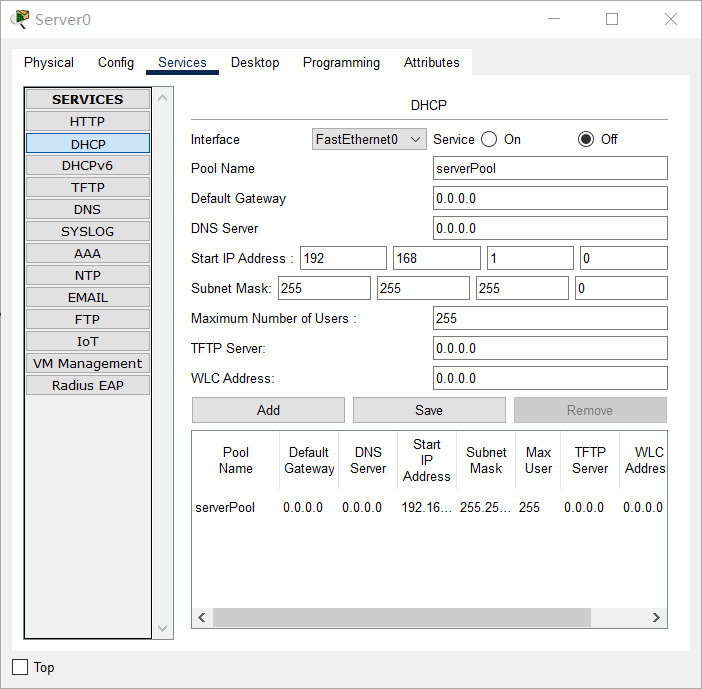 Server0
Physical Config Services Desktop Programming Attributes
SERVICES
HTTP
DHCP
DHCPv6
TFTP
DNS
SYSLOG
AAA
NTP
EMAIL
FTP
IoT
VM Management
Radius EAP
DHCP
Interface FastEthernet0 Service On Off
Pool Name serverPool
Default Gateway 0.0.0.0
DNS Server 0.0.0.0
Start IP Address : 192 168 1 0
Subnet Mask: 255 255 255 0
Maximum Number of Users : 255
TFTP Server: 0.0.0.0
WLC Address: 0.0.0.0
Add Save Remove
Pool Name Default Gateway DNS Server Start IP Address Subnet Mask Max User TFTP Server WLC Addres
serverPool 0.0.0.0 0.0.0.0 192.16... 255.25... 255 0.0.0.0 0.0.0.0
Top